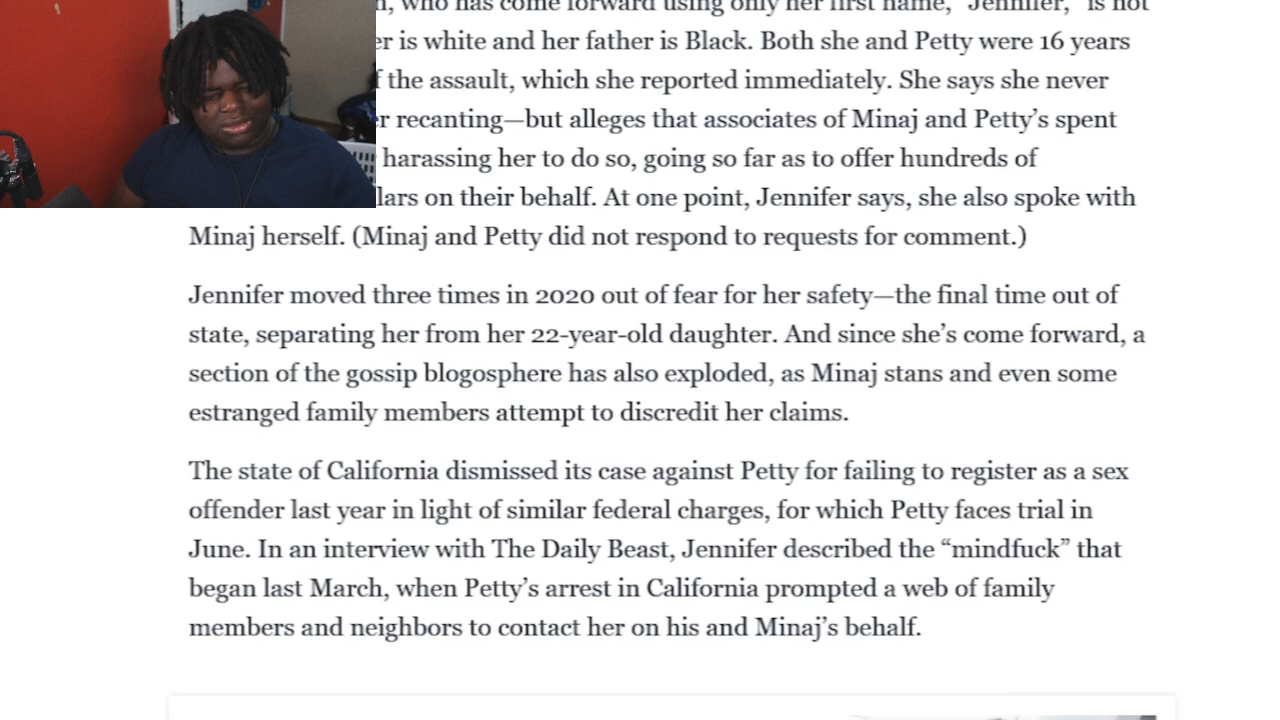 who has come forward using only her first name, "Jennifer," is not
er is white and her father is Black. Both she and Petty were 16 years
f the assault, which she reported immediately. She says she never
r recanting—but alleges that associates of Minaj and Petty's spent
harassing her to do so, going so far as to offer hundreds of
lars on their behalf. At one point, Jennifer says, she also spoke with
Minaj herself. (Minaj and Petty did not respond to requests for comment.)
Jennifer moved three times in 2020 out of fear for her safety—the final time out of
state, separating her from her 22-year-old daughter. And since she's come forward, a
section of the gossip blogosphere has also exploded, as Minaj stans and even some
estranged family members attempt to discredit her claims.
The state of California dismissed its case against Petty for failing to register as a sex
offender last year in light of similar federal charges, for which Petty faces trial in
June. In an interview with The Daily Beast, Jennifer described the “mindfuck” that
began last March, when Petty's arrest in California prompted a web of family
members and neighbors to contact her on his and Minaj's behalf.